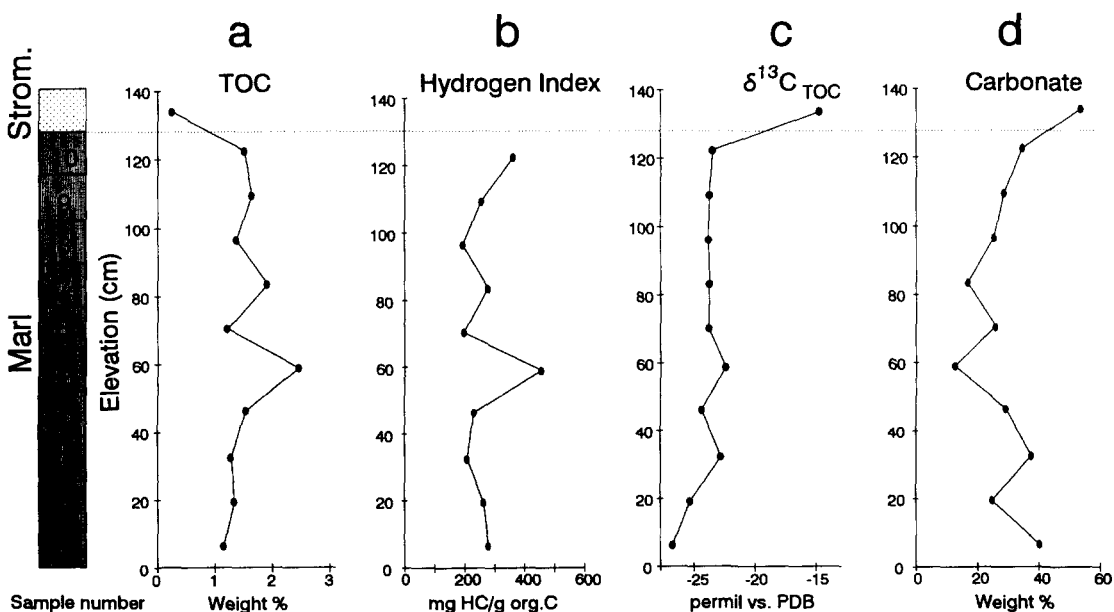 a b c d
TOC Hydrogen Index δ¹³C TOC Carbonate
Strom.
Marl
Elevation (cm)
140 140 140 140
120 120 120 120
100 100 100 100
80 80 80 80
60 60 60 60
40 40 40 40
20 20 20 20
0 0 0 0
0 1 2 3 0 200 400 600 -25 -20 -15 0 20 40 60
Sample number Weight % mg HC/g org.C permil vs. PDB Weight %